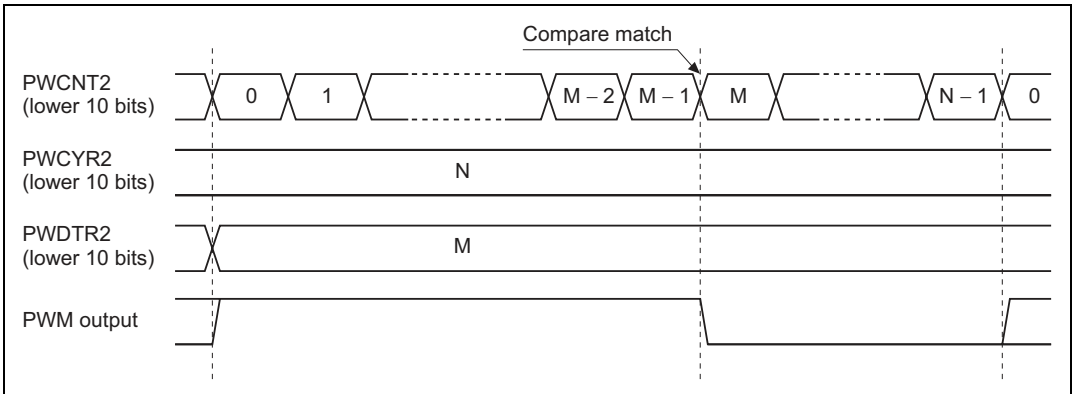 Compare match
PWCNT2
(lower 10 bits)
0 1 M – 2 M – 1 M N – 1 0
PWCYR2
(lower 10 bits)
N
PWDTR2
(lower 10 bits)
M
PWM output